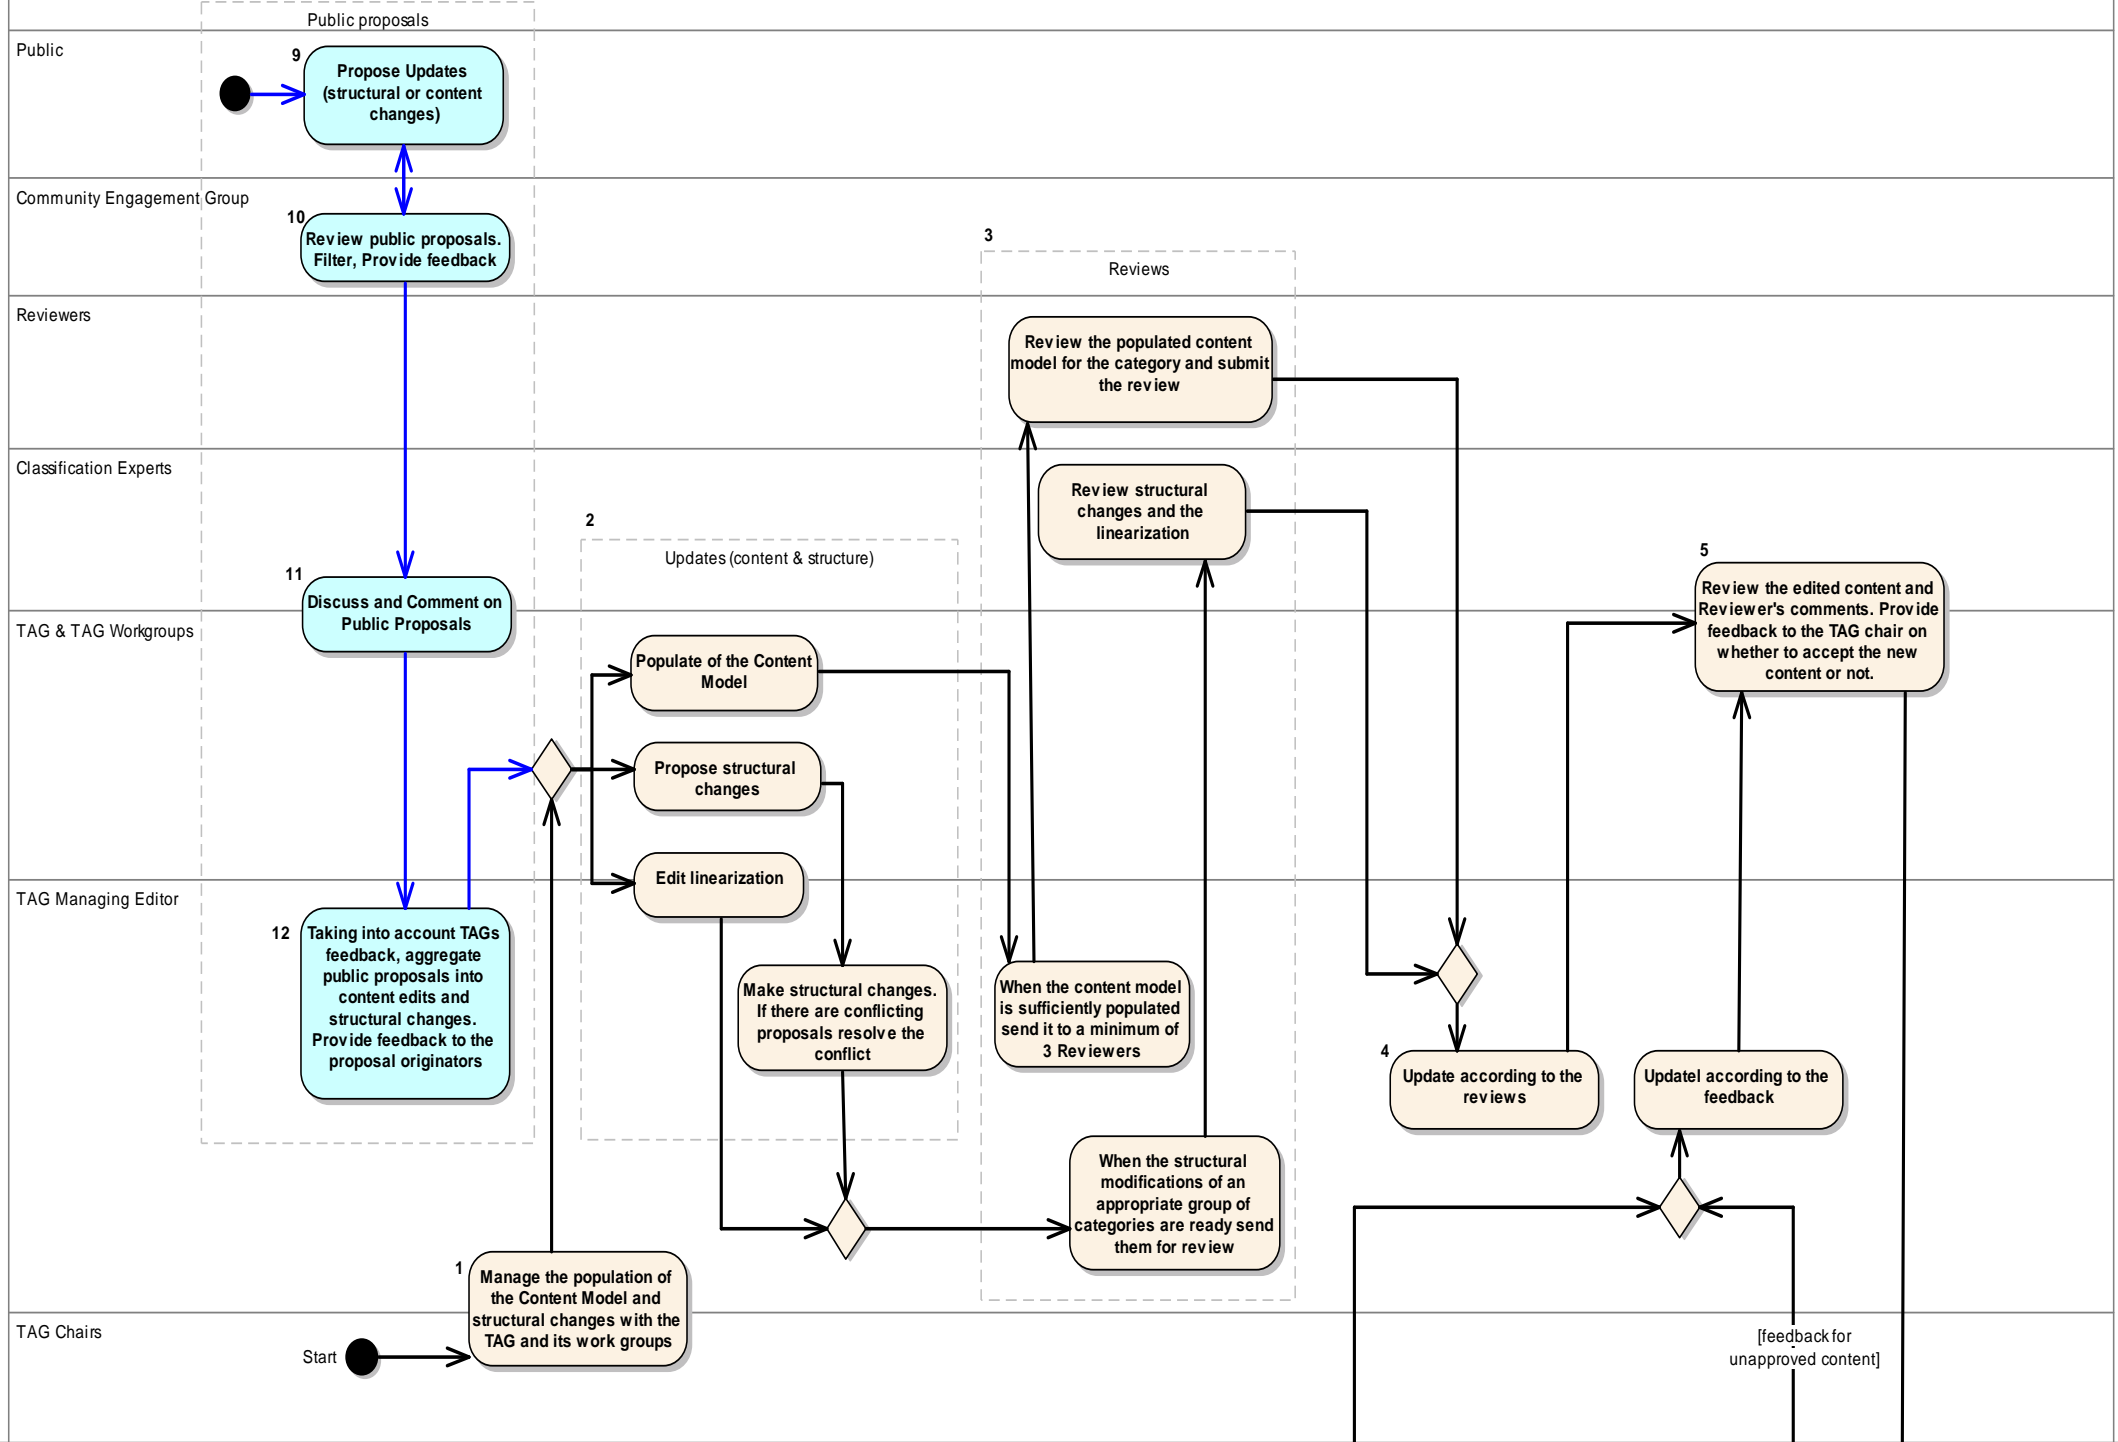 Public proposals
Public
9
Propose Updates
(structural or content
changes)
Community Engagement Group
10
Review public proposals.
Filter, Provide feedback
3
Reviews
Reviewers
Review the populated content
model for the category and submit
the review
Classification Experts
Review structural
changes and the
linearization
2
Updates (content & structure)
11
Discuss and Comment on
Public Proposals
5
Review the edited content and
Reviewer's comments. Provide
feedback to the TAG chair on
whether to accept the new
content or not.
TAG & TAG Workgroups
Populate of the Content
Model
Propose structural
changes
Edit linearization
TAG Managing Editor
12
Taking into account TAGs
feedback, aggregate
public proposals into
content edits and
structural changes.
Provide feedback to the
proposal originators
Make structural changes.
If there are conflicting
proposals resolve the
conflict
When the content model
is sufficiently populated
send it to a minimum of
3 Reviewers
4
Update according to the
reviews
Updatel according to the
feedback
When the structural
modifications of an
appropriate group of
categories are ready send
them for review
1
Manage the population of
the Content Model and
structural changes with the
TAG and its work groups
TAG Chairs
Start
[feedback for
unapproved content]